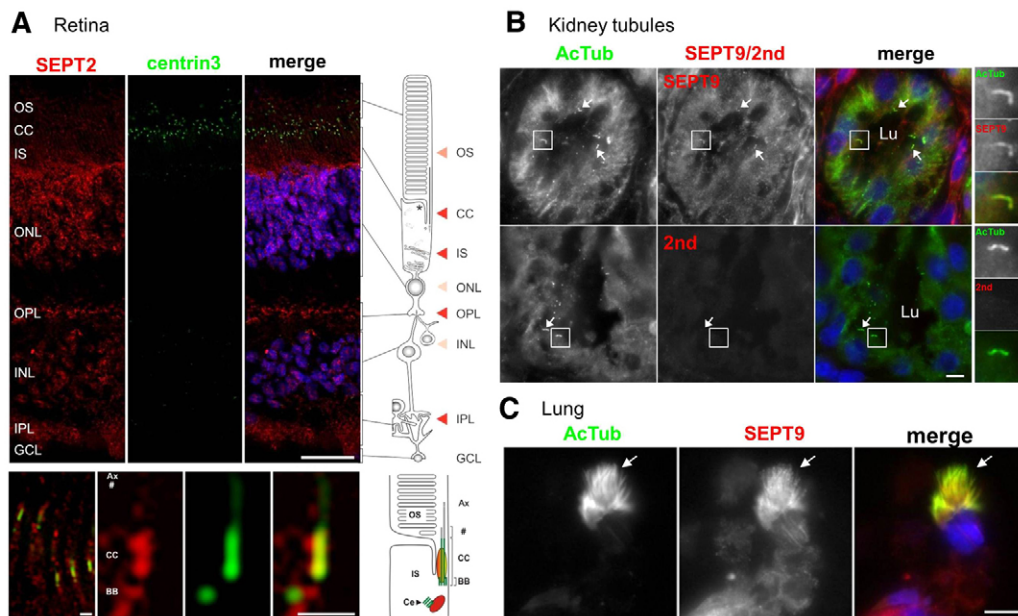 A Retina
SEPT2 centrin3 merge
OS
CC
IS
ONL
OPL
INL
IPL
GCL
OS
CC
*
IS
ONL
OPL
INL
IPL
GCL
Ax
#
CC
BB
OS
Ax
#
CC
IS
BB
Ce
B Kidney tubules
AcTub SEPT9/2nd merge
SEPT9
Lu
AcTub
SEPT9
2nd
Lu
AcTub
2nd
C Lung
AcTub SEPT9 merge